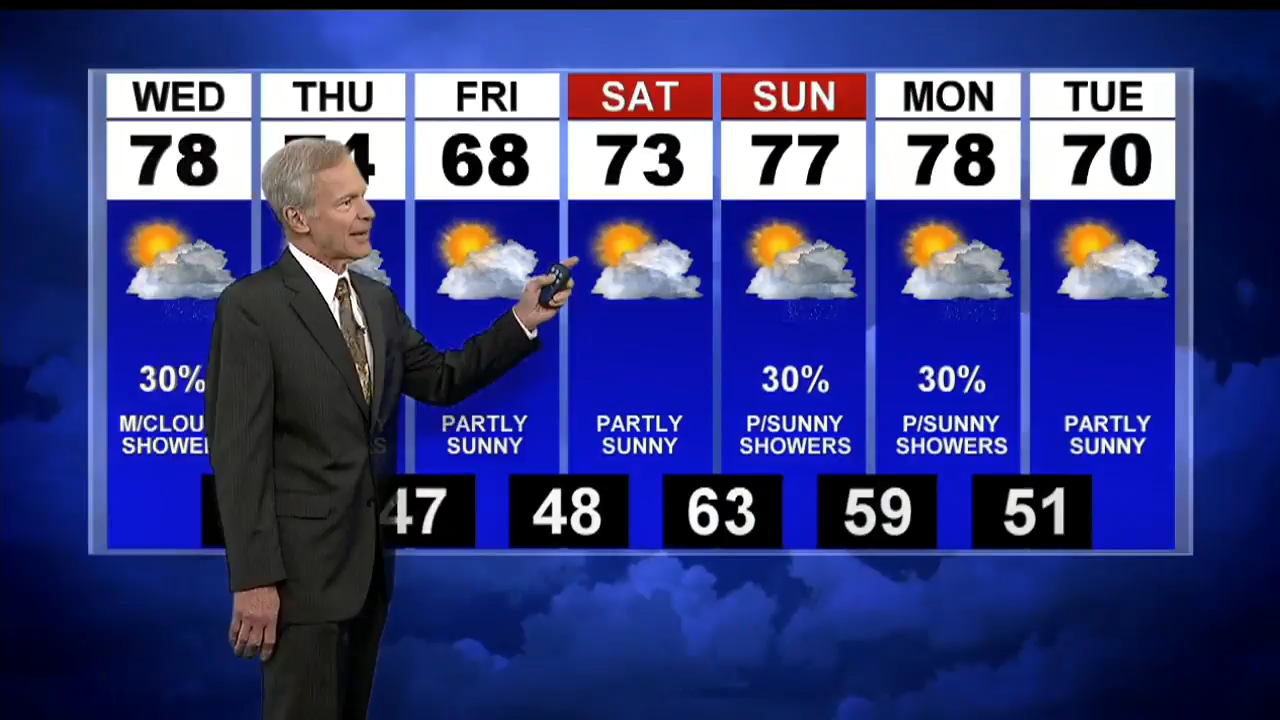 WED THU FRI SAT SUN MON TUE
78 68 73 77 78 70
30% 30% 30%
PARTLY PARTLY P/SUNNY P/SUNNY PARTLY
SUNNY SUNNY SHOWERS SHOWERS SUNNY
47 48 63 59 51